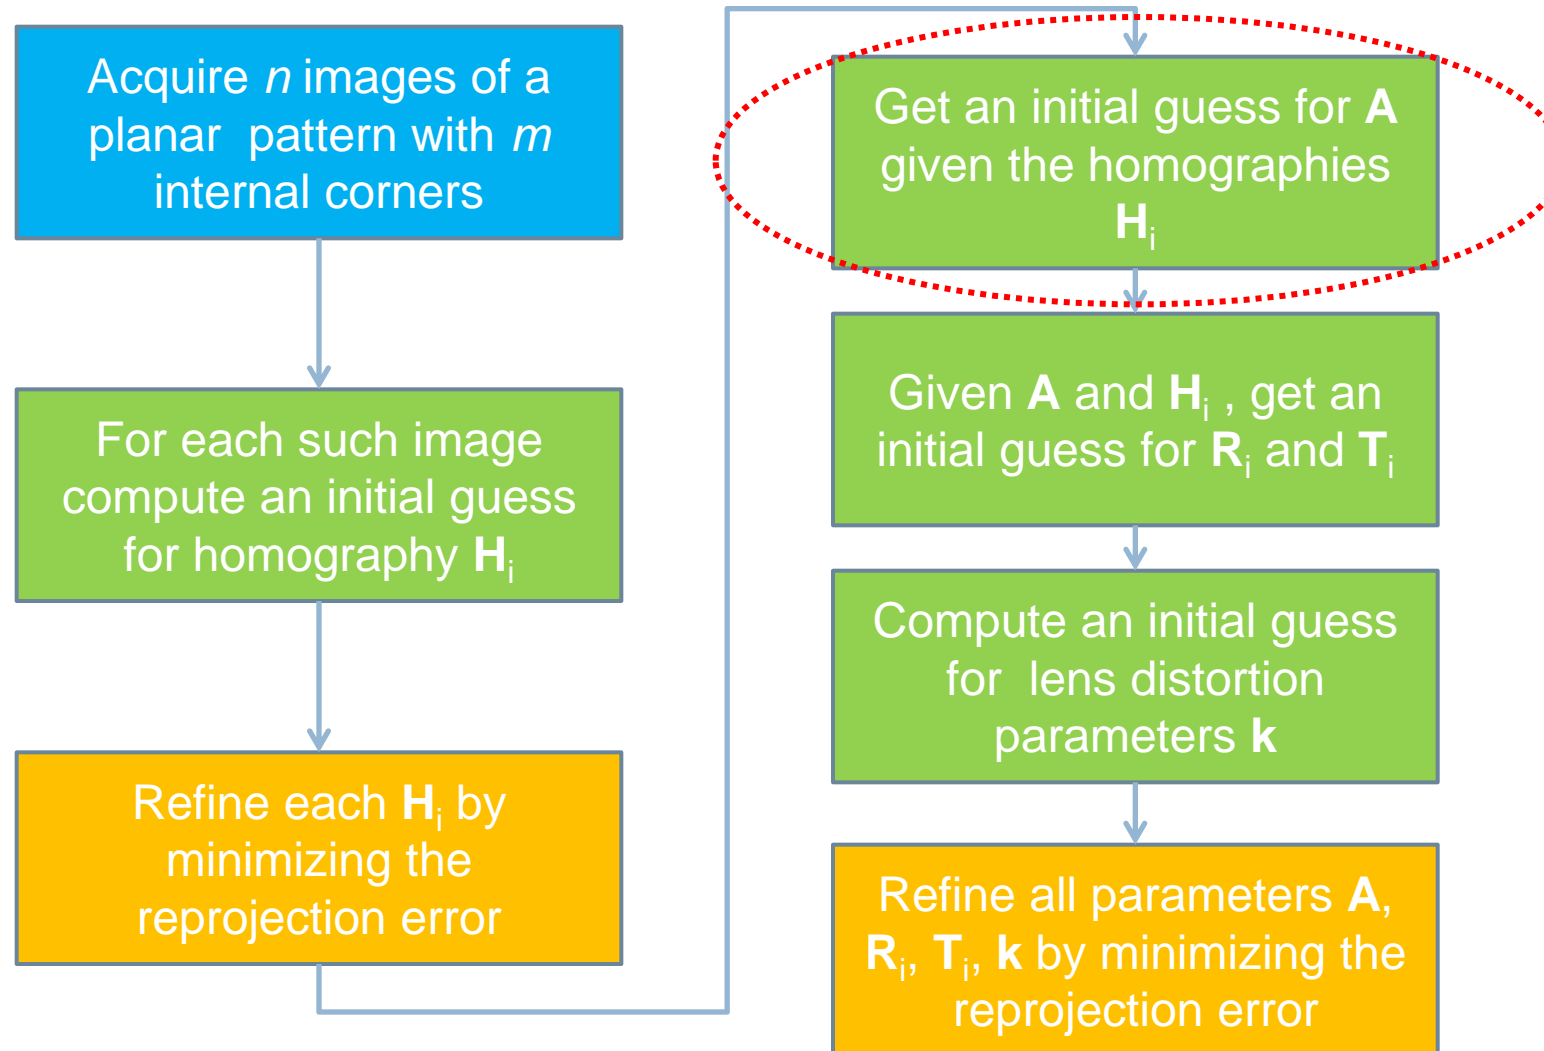 Acquire n images of a
planar  pattern with m
internal corners
For each such image
compute an initial guess
for homography Hi
Refine each Hi by
minimizing the
reprojection error
Get an initial guess for A
given the homographies
Hi
Given A and Hi , get an
initial guess for Ri and Ti
Compute an initial guess
for  lens distortion
parameters k
Refine all parameters A,
Ri, Ti, k by minimizing the
reprojection error